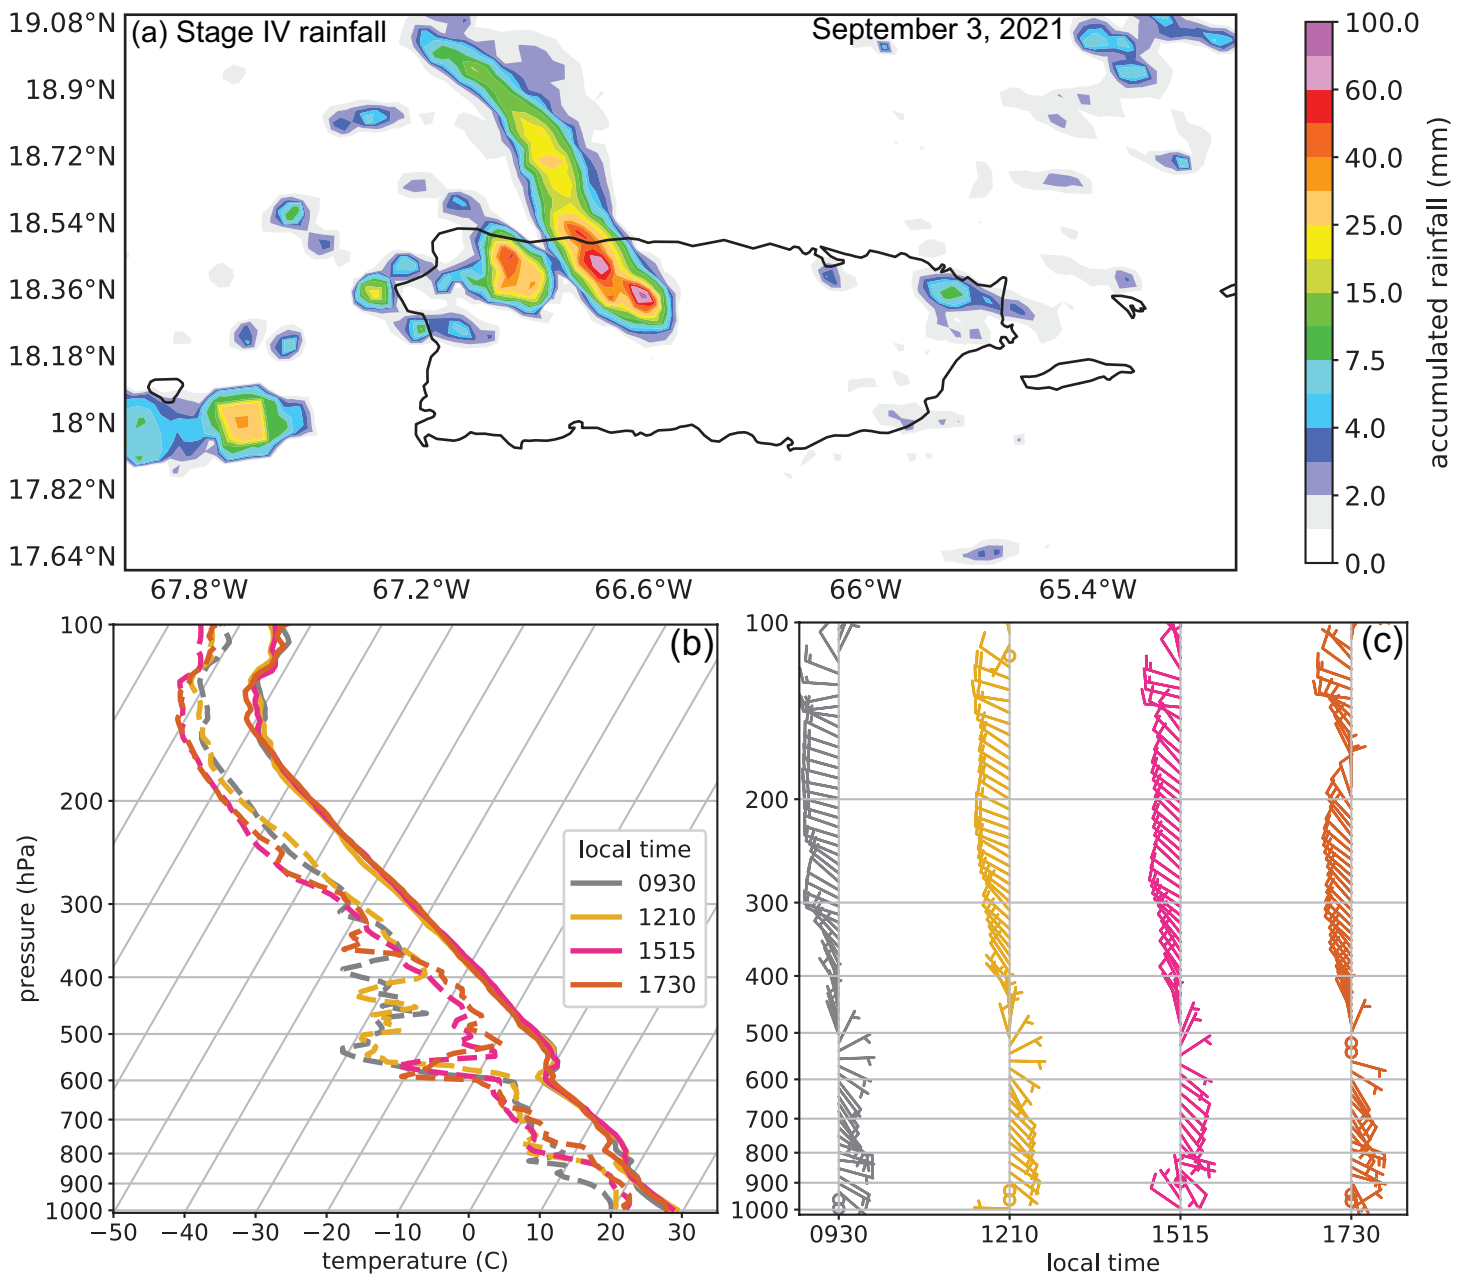 (a) Stage IV rainfall
September 3, 2021
19.08°N
18.9°N
18.72°N
18.54°N
18.36°N
18.18°N
18°N
17.82°N
17.64°N
67.8°W
67.2°W
66.6°W
66°W
65.4°W
100.0
60.0
40.0
25.0
15.0
7.5
4.0
2.0
0.0
accumulated rainfall (mm)
(b)
100
200
300
400
500
600
700
800
900
1000
pressure (hPa)
−50
−40
−30
−20
−10
0
10
20
30
temperature (C)
local time
0930
1210
1515
1730
(c)
100
200
300
400
500
600
700
800
900
1000
0930
1210
1515
1730
local time